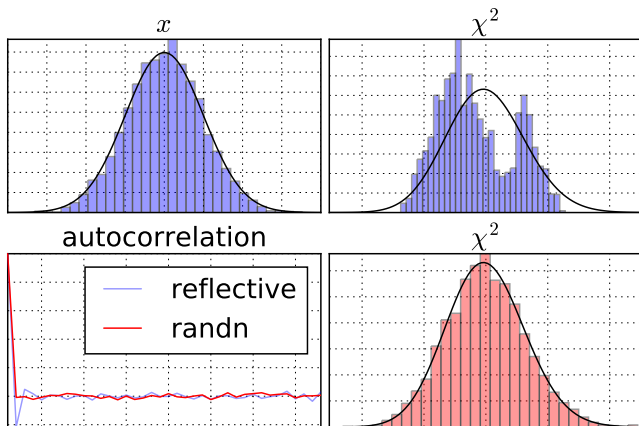 x
χ²
autocorrelation
χ²
reflective
randn